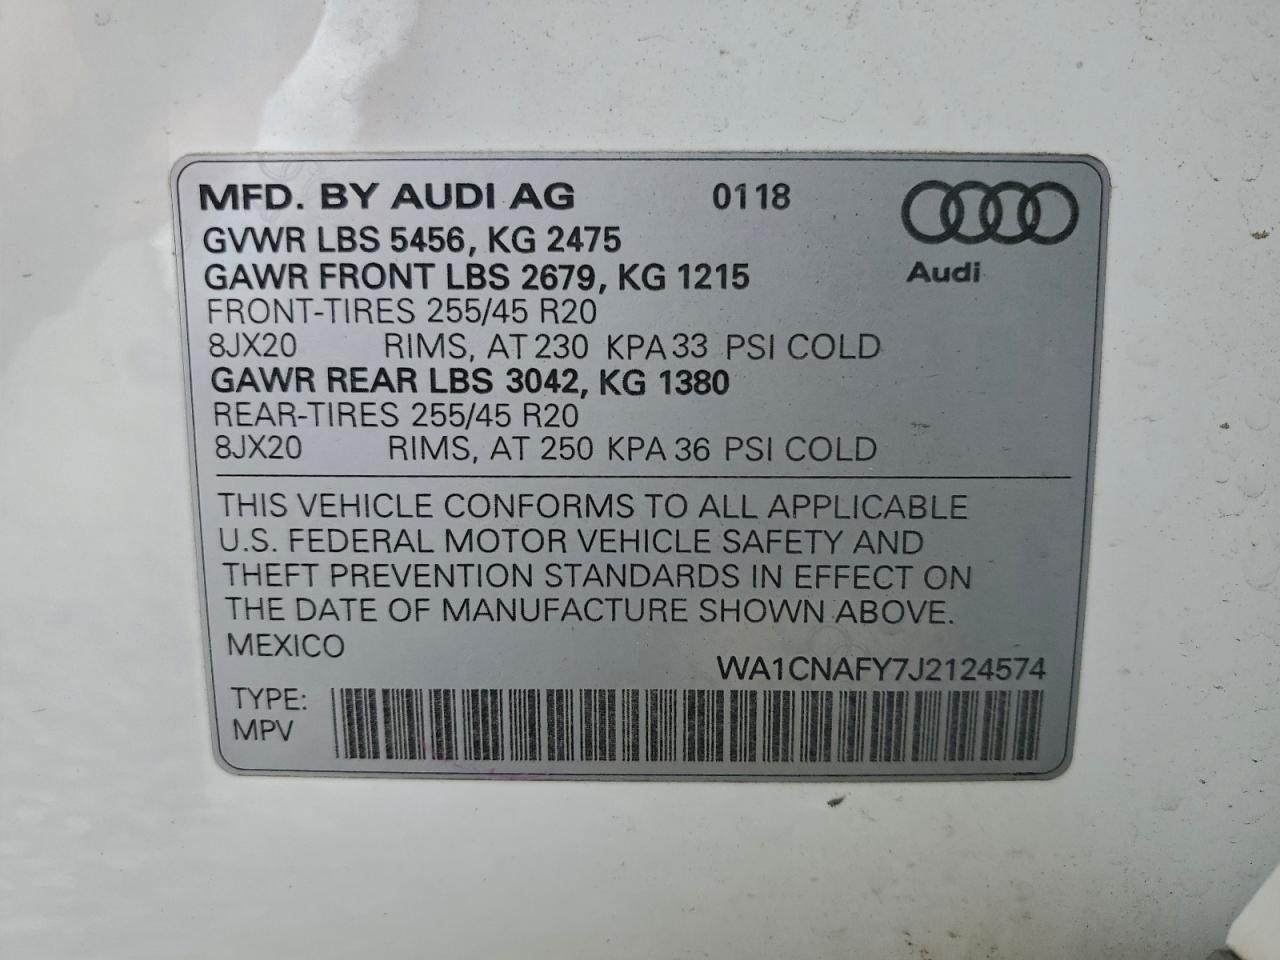 MFD. BY AUDI AG 0118
GVWR LBS 5456, KG 2475
GAWR FRONT LBS 2679, KG 1215
Audi
FRONT-TIRES 255/45 R20
8JX20 RIMS, AT 230 KPA 33 PSI COLD
GAWR REAR LBS 3042, KG 1380
REAR-TIRES 255/45 R20
8JX20 RIMS, AT 250 KPA 36 PSI COLD
THIS VEHICLE CONFORMS TO ALL APPLICABLE
U.S. FEDERAL MOTOR VEHICLE SAFETY AND
THEFT PREVENTION STANDARDS IN EFFECT ON
THE DATE OF MANUFACTURE SHOWN ABOVE.
MEXICO
WA1CNAFY7J2124574
TYPE:
MPV